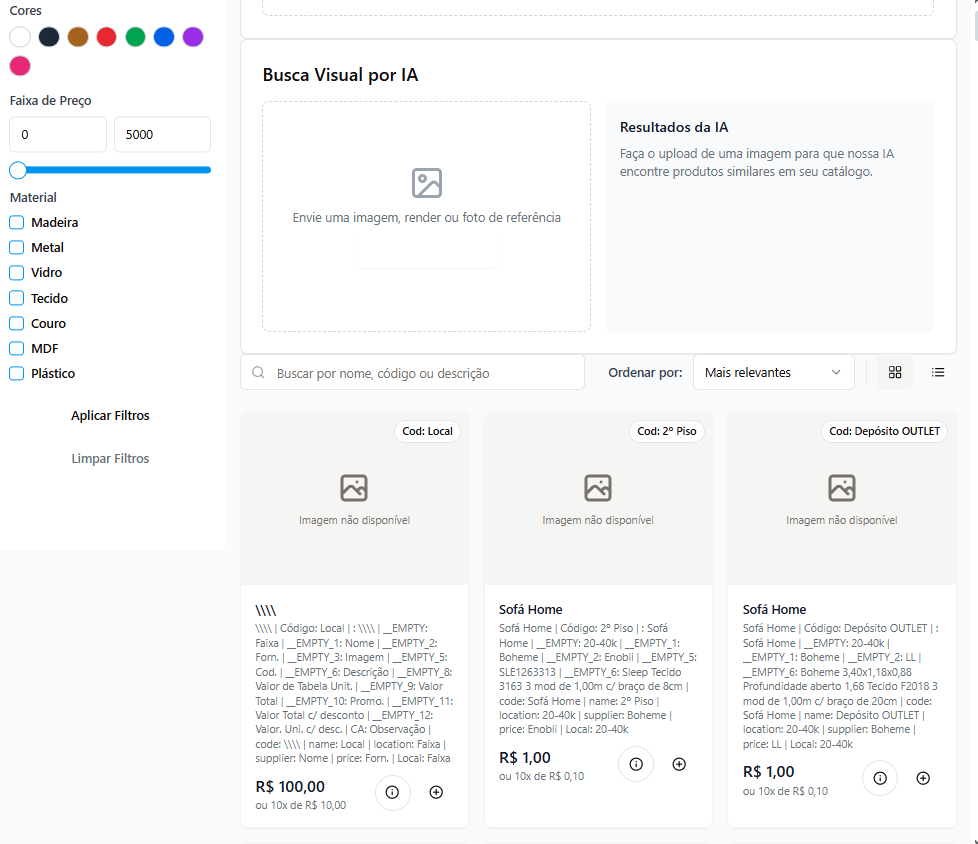 Cores
Faixa de Preço
0
5000
Material
Madeira
Metal
Vidro
Tecido
Couro
MDF
Plástico
Aplicar Filtros
Limpar Filtros
Busca Visual por IA
Envie uma imagem, render ou foto de referência
Resultados da IA
Faça o upload de uma imagem para que nossa IA
encontre produtos similares em seu catálogo.
Buscar por nome, código ou descrição
Ordenar por:
Mais relevantes
Cod: Local
Imagem não disponível
\\\\
\\\\ | Código: Local | : \\\\ | __EMPTY:
Faixa | __EMPTY_1: Nome | __EMPTY_2:
Forn. | __EMPTY_3: Imagem | __EMPTY_5:
Cod. | __EMPTY_6: Descrição | __EMPTY_8:
Valor de Tabela Unit. | __EMPTY_9: Valor
Total | __EMPTY_10: Promo. | __EMPTY_11:
Valor Total c/ desconto | __EMPTY_12:
Valor. Uni. c/ desc. | CA: Observação |
code: \\\\ | name: Local | location: Faixa |
supplier: Nome | price: Forn. | Local: Faixa
R$ 100,00
ou 10x de R$ 10,00
Cod: 2º Piso
Imagem não disponível
Sofá Home
Sofá Home | Código: 2º Piso | : Sofá
Home | __EMPTY: 20-40k | __EMPTY_1:
Boheme | __EMPTY_2: Enobli | __EMPTY_5:
SLE1263313 | __EMPTY_6: Sleep Tecido
3163 3 mod de 1,00m c/ braço de 8cm |
code: Sofá Home | name: 2º Piso |
location: 20-40k | supplier: Boheme |
price: Enobli | Local: 20-40k
R$ 1,00
ou 10x de R$ 0,10
Cod: Depósito OUTLET
Imagem não disponível
Sofá Home
Sofá Home | Código: Depósito OUTLET | :
Sofá Home | __EMPTY: 20-40k |
__EMPTY_1: Boheme | __EMPTY_2: LL |
__EMPTY_6: Boheme 3,40x1,18x0,88
Profundidade aberto 1,68 Tecido F2018 3
mod de 1,00m c/ braço de 20cm | code:
Sofá Home | name: Depósito OUTLET |
location: 20-40k | supplier: Boheme |
price: LL | Local: 20-40k
R$ 1,00
ou 10x de R$ 0,10